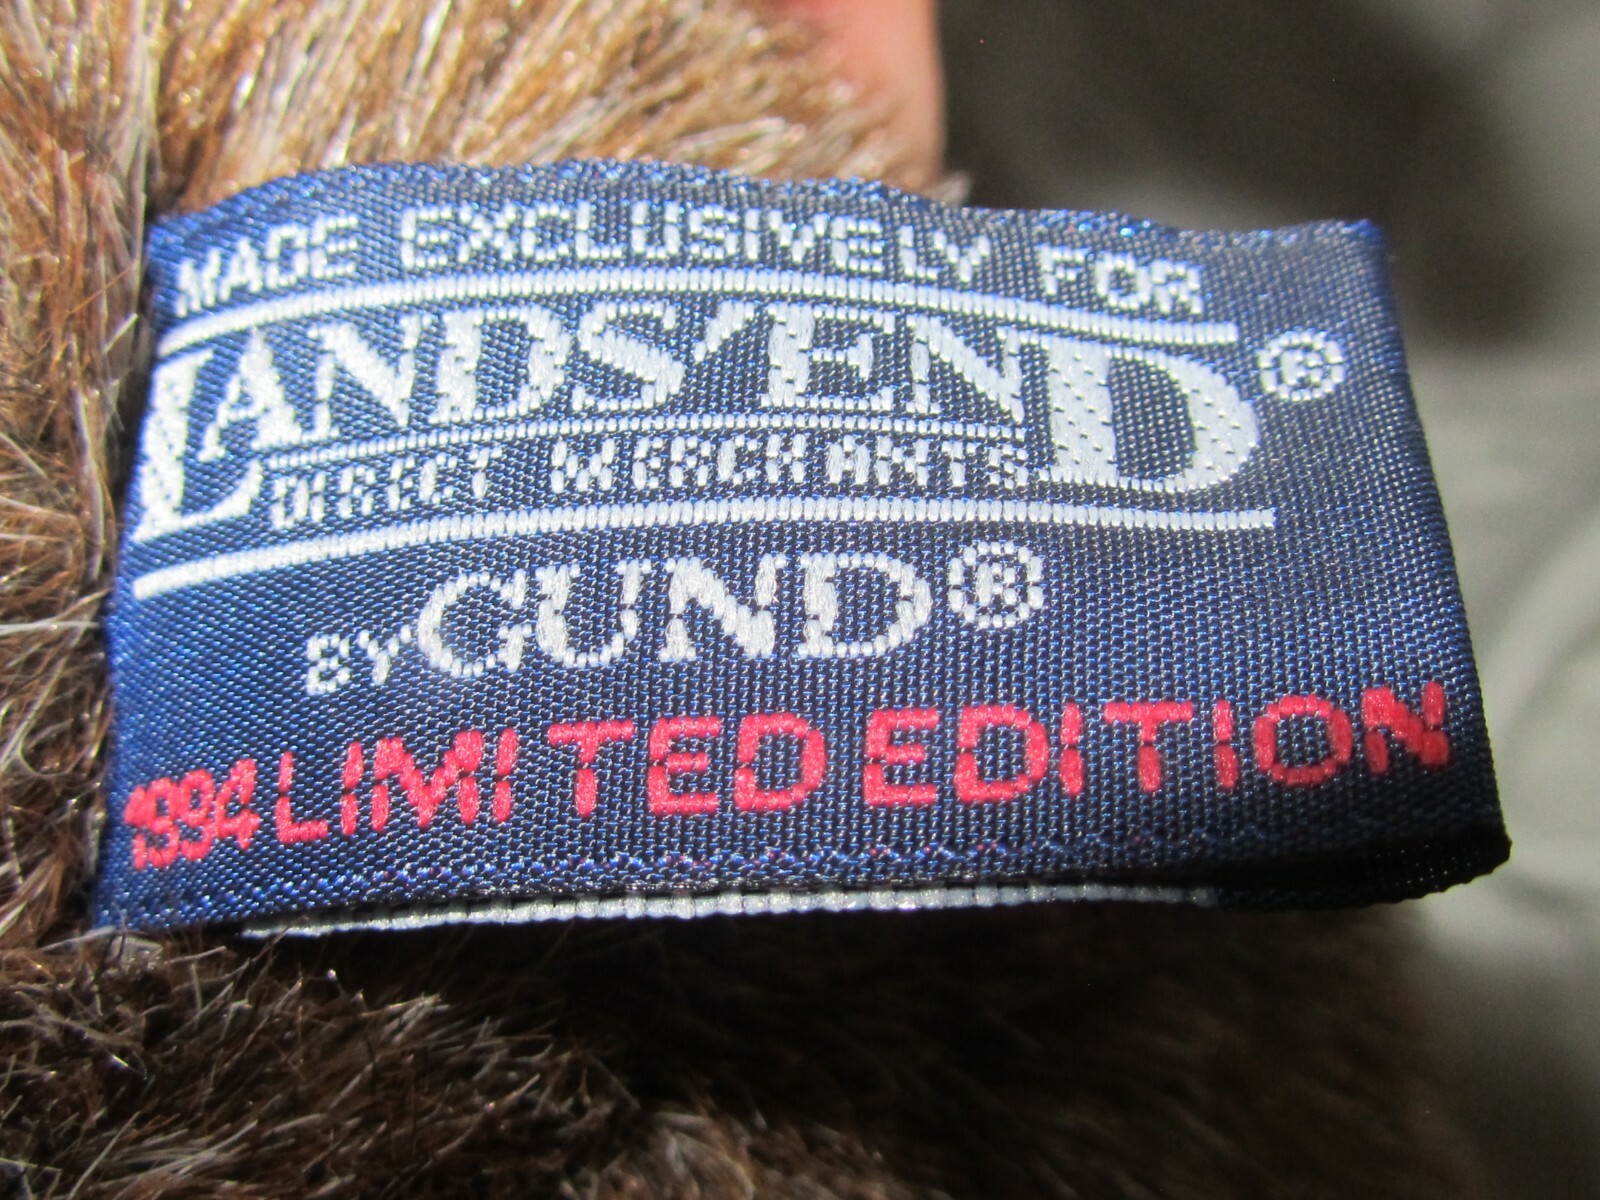 MADE EXCLUSIVELY FOR
LANDS' END®
DIRECT MERCHANTS
BY GUND®
1994 LIMITED EDITION